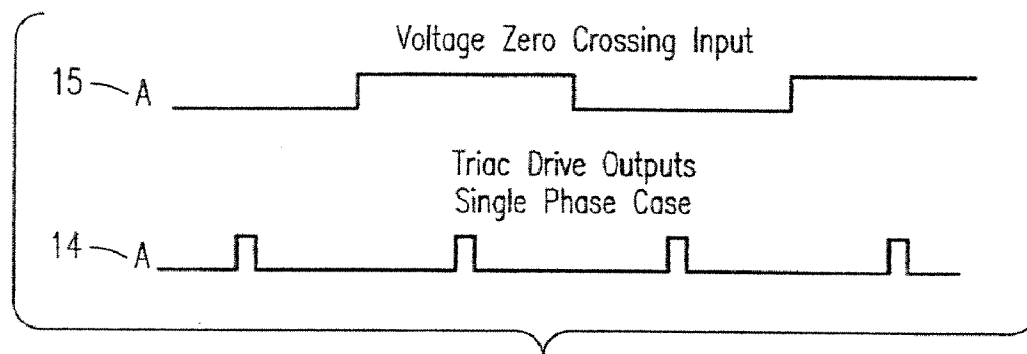 Voltage Zero Crossing Input
15 A
Triac Drive Outputs
Single Phase Case
14 A